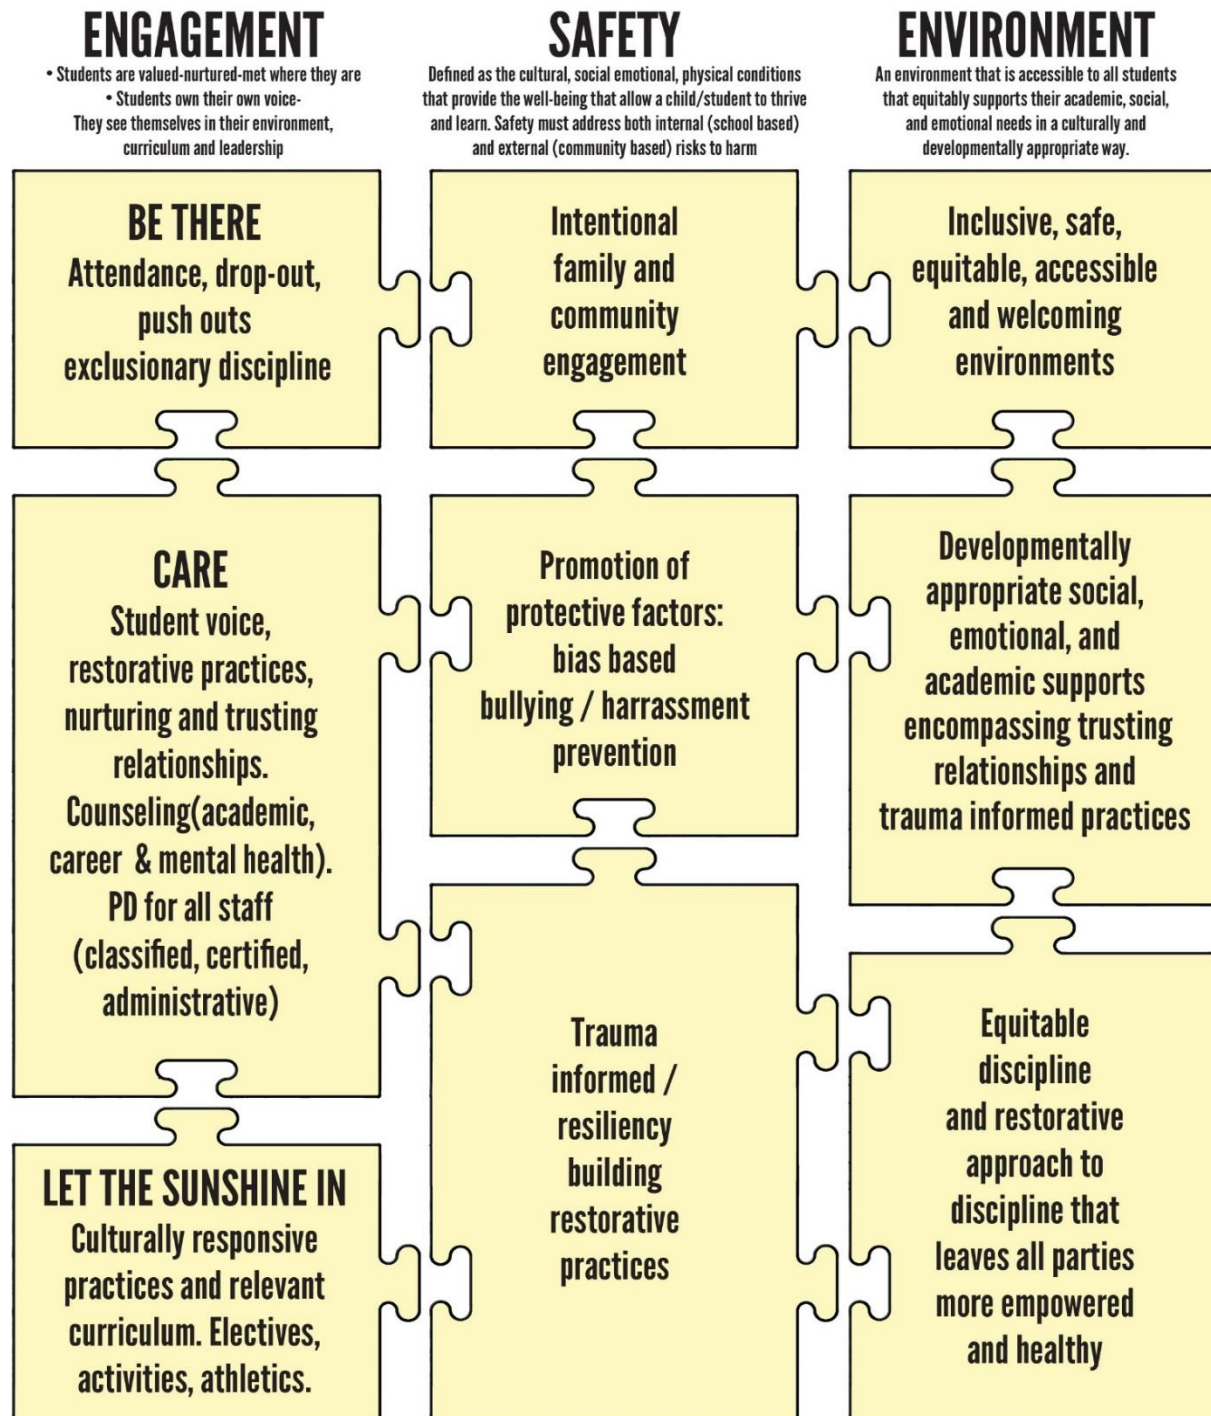 ENGAGEMENT
• Students are valued-nurtured-met where they are
• Students own their own voice-
They see themselves in their environment,
curriculum and leadership
BE THERE
Attendance, drop-out,
push outs
exclusionary discipline
CARE
Student voice,
restorative practices,
nurturing and trusting
relationships.
Counseling(academic,
career & mental health).
PD for all staff
(classified, certified,
administrative)
LET THE SUNSHINE IN
Culturally responsive
practices and relevant
curriculum. Electives,
activities, athletics.
SAFETY
Defined as the cultural, social emotional, physical conditions
that provide the well-being that allow a child/student to thrive
and learn. Safety must address both internal (school based)
and external (community based) risks to harm
Intentional
family and
community
engagement
Promotion of
protective factors:
bias based
bullying / harrassment
prevention
Trauma
informed /
resiliency
building
restorative
practices
ENVIRONMENT
An environment that is accessible to all students
that equitably supports their academic, social,
and emotional needs in a culturally and
developmentally appropriate way.
Inclusive, safe,
equitable, accessible
and welcoming
environments
Developmentally
appropriate social,
emotional, and
academic supports
encompassing trusting
relationships and
trauma informed practices
Equitable
discipline
and restorative
approach to
discipline that
leaves all parties
more empowered
and healthy